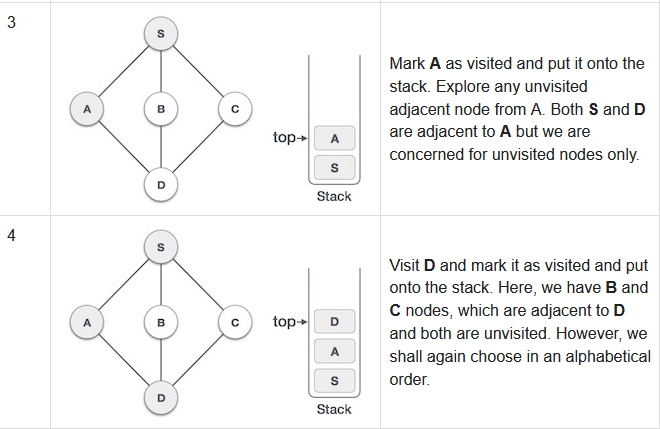 3
S
A
B
C
D
top→
A
S
Stack
Mark A as visited and put it onto the
stack. Explore any unvisited
adjacent node from A. Both S and D
are adjacent to A but we are
concerned for unvisited nodes only.
4
S
A
B
C
D
top→
D
A
S
Stack
Visit D and mark it as visited and put
onto the stack. Here, we have B and
C nodes, which are adjacent to D
and both are unvisited. However, we
shall again choose in an alphabetical
order.